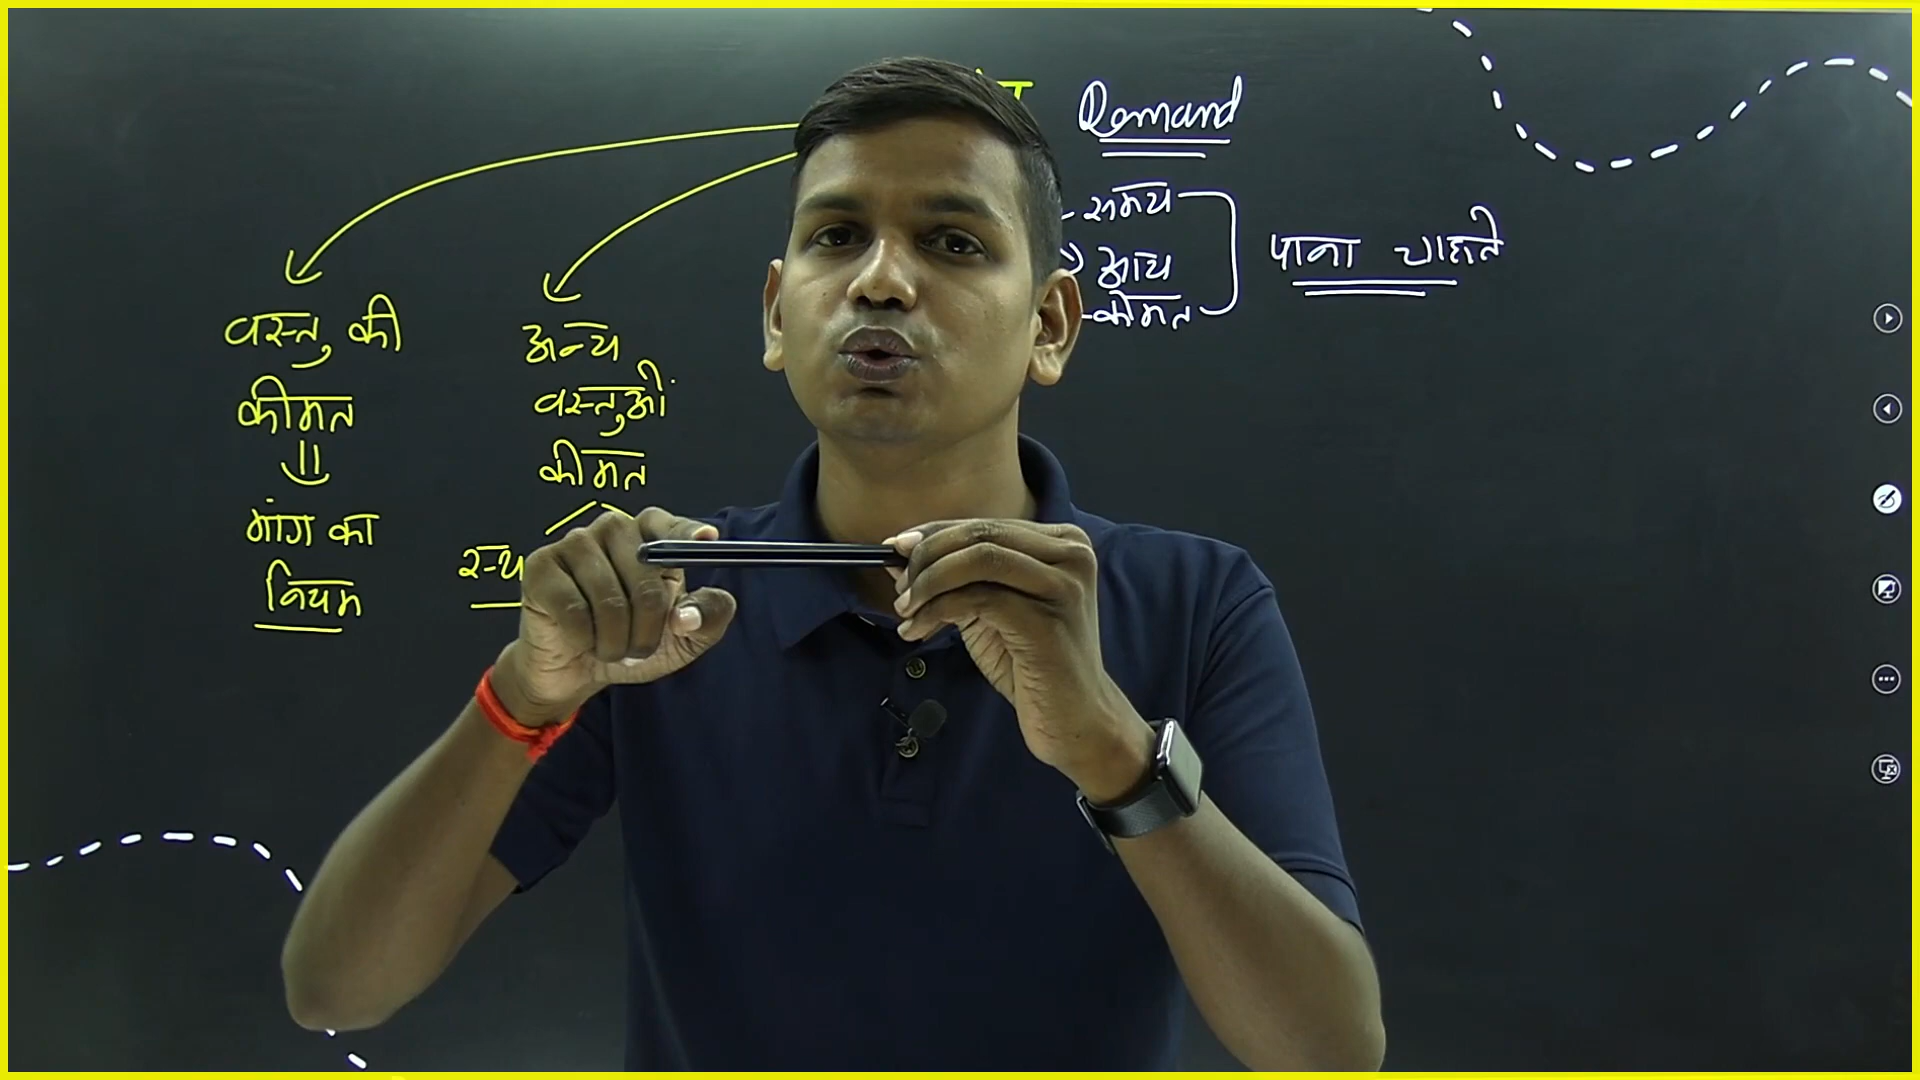 Demand
समय
आय
कीमत
पाना चाहते
वस्तु की
कीमत
मांग का
नियम
अन्य
वस्तुओं
कीमत